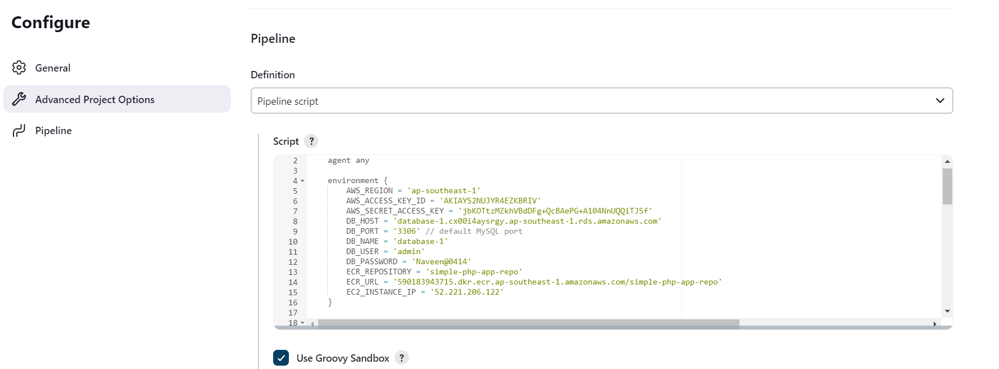 Configure
General
Advanced Project Options
Pipeline
Pipeline
Definition
Pipeline script
Script ?
2 agent any
3
4 environment {
5 AWS_REGION = 'ap-southeast-1'
6 AWS_ACCESS_KEY_ID = 'AKIAYS2NUJYR4EZKBRIV'
7 AWS_SECRET_ACCESS_KEY = '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'
8 DB_HOST = 'database-1.cx00i4aysrgy.ap-southeast-1.rds.amazonaws.com'
9 DB_PORT = '3306' // default MySQL port
10 DB_NAME = 'database-1'
11 DB_USER = 'admin'
12 DB_PASSWORD = 'Naveen@0414'
13 ECR_REPOSITORY = 'simple-php-app-repo'
14 ECR_URL = '590183943715.dkr.ecr.ap-southeast-1.amazonaws.com/simple-php-app-repo'
15 EC2_INSTANCE_IP = '52.221.206.122'
16 }
17
18
Use Groovy Sandbox ?